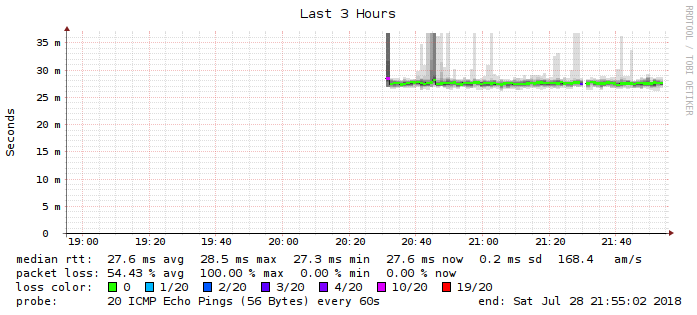 Last 3 Hours
RRDTOOL / TOBI OETIKER
Seconds
35 m
30 m
25 m
20 m
15 m
10 m
5 m
0
19:00 19:20 19:40 20:00 20:20 20:40 21:00 21:20 21:40
median rtt: 27.6 ms avg 28.5 ms max 27.3 ms min 27.6 ms now 0.2 ms sd 168.4 am/s
packet loss: 54.43 % avg 100.00 % max 0.00 % min 0.00 % now
loss color: 0 1/20 2/20 3/20 4/20 10/20 19/20
probe: 20 ICMP Echo Pings (56 Bytes) every 60s end: Sat Jul 28 21:55:02 2018